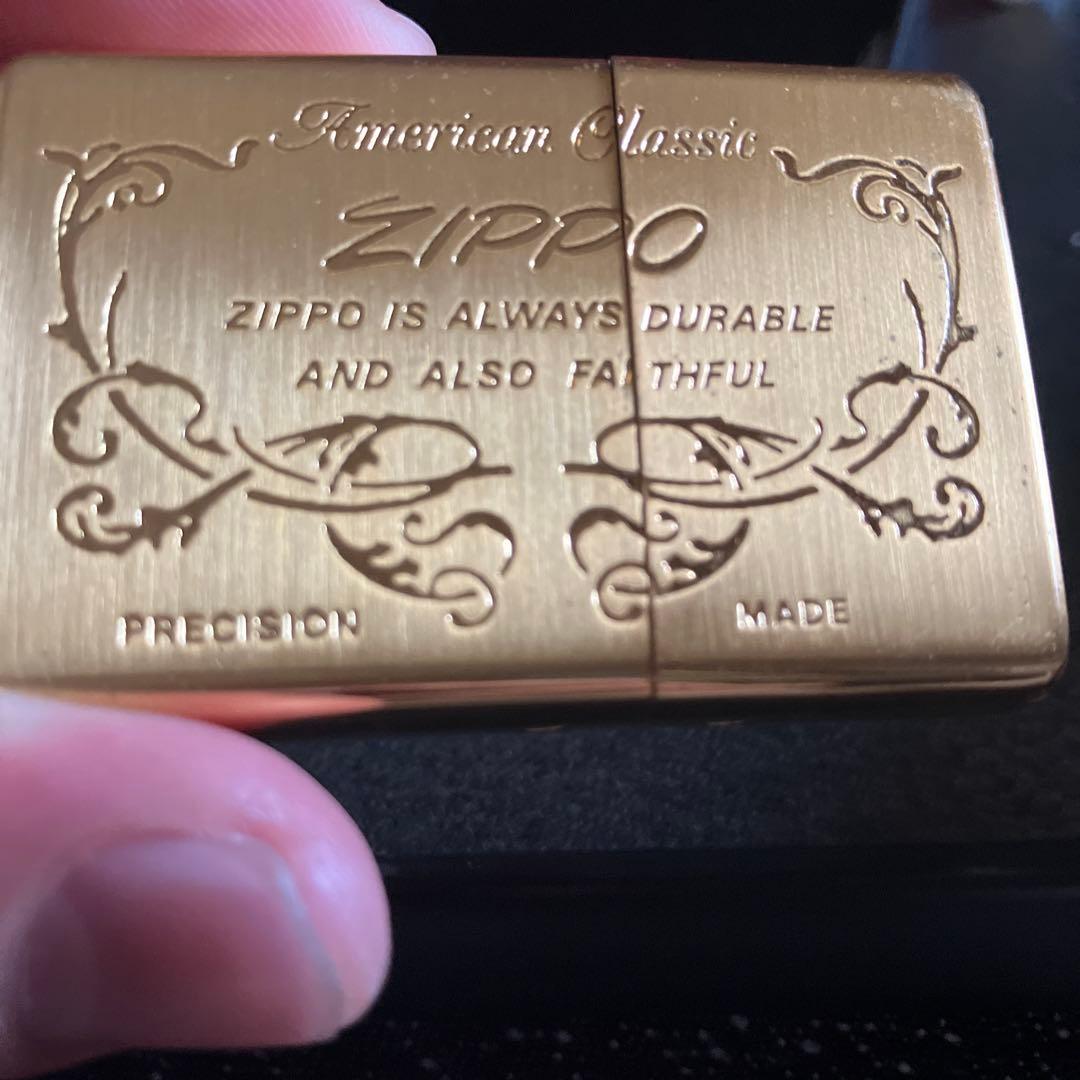 American Classic
ZIPPO
ZIPPO IS ALWAYS DURABLE
AND ALSO FAITHFUL
PRECISION MADE